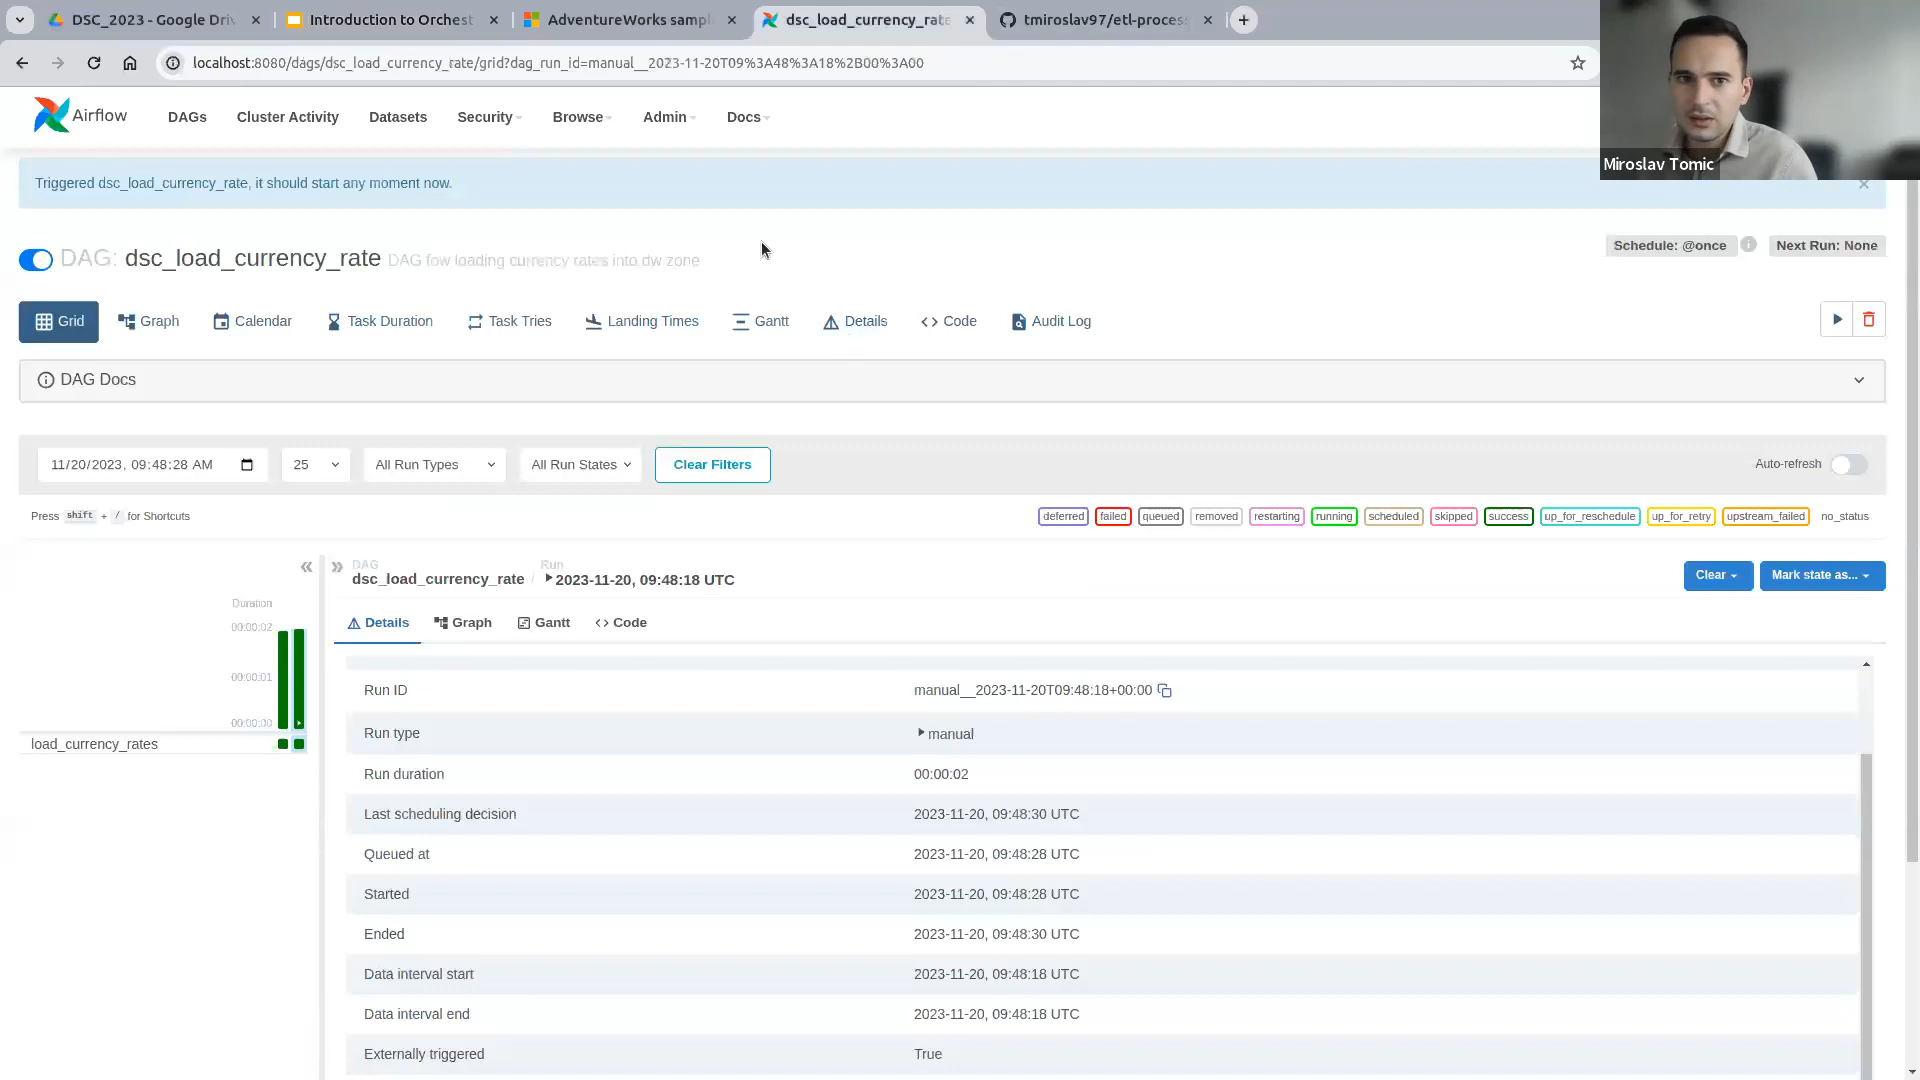 DSC_2023 - Google Driv
Introduction to Orchest
AdventureWorks sampl
dsc_load_currency_rate
tmiroslav97/etl-process
localhost:8080/dags/dsc_load_currency_rate/grid?dag_run_id=manual__2023-11-20T09%3A48%3A18%2B00%3A00
Airflow
DAGs
Cluster Activity
Datasets
Security
Browse
Admin
Docs
Miroslav Tomic
Triggered dsc_load_currency_rate, it should start any moment now.
DAG: dsc_load_currency_rate DAG fow loading currency rates into dw zone
Schedule: @once
Next Run: None
Grid
Graph
Calendar
Task Duration
Task Tries
Landing Times
Gantt
Details
Code
Audit Log
DAG Docs
11/20/2023, 09:48:28 AM
25
All Run Types
All Run States
Clear Filters
Auto-refresh
Press shift + / for Shortcuts
deferred
failed
queued
removed
restarting
running
scheduled
skipped
success
up_for_reschedule
up_for_retry
upstream_failed
no_status
Duration
00:00:02
00:00:01
00:00:00
load_currency_rates
DAG
dsc_load_currency_rate
/
Run
2023-11-20, 09:48:18 UTC
Clear
Mark state as...
Details
Graph
Gantt
Code
Run ID
manual__2023-11-20T09:48:18+00:00
Run type
manual
Run duration
00:00:02
Last scheduling decision
2023-11-20, 09:48:30 UTC
Queued at
2023-11-20, 09:48:28 UTC
Started
2023-11-20, 09:48:28 UTC
Ended
2023-11-20, 09:48:30 UTC
Data interval start
2023-11-20, 09:48:18 UTC
Data interval end
2023-11-20, 09:48:18 UTC
Externally triggered
True